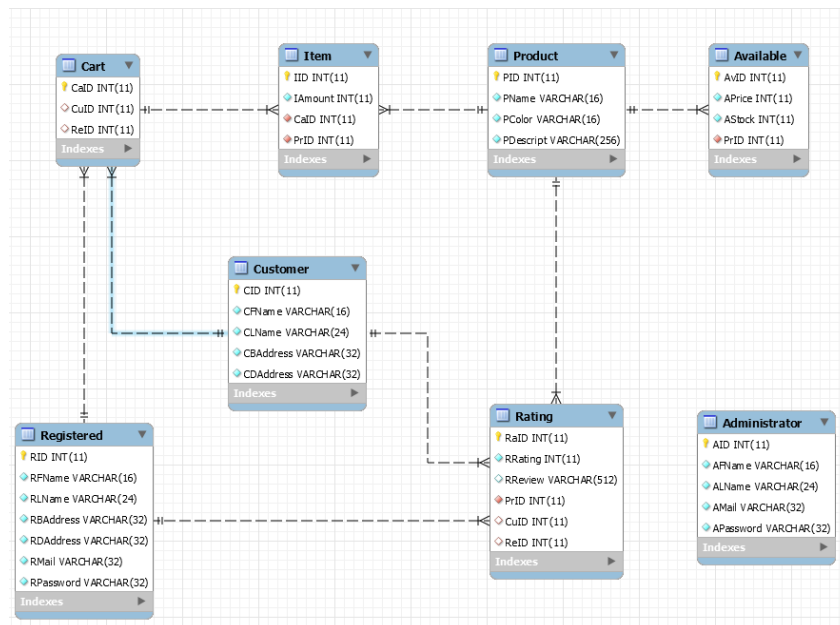 Cart
CaID INT(11)
CuID INT(11)
ReID INT(11)
Indexes
Item
IID INT(11)
IAmount INT(11)
CaID INT(11)
PrID INT(11)
Indexes
Product
PID INT(11)
PName VARCHAR(16)
PColor VARCHAR(16)
PDescript VARCHAR(256)
Indexes
Available
AvID INT(11)
APrice INT(11)
AStock INT(11)
PrID INT(11)
Indexes
Customer
CID INT(11)
CFName VARCHAR(16)
CLName VARCHAR(24)
CBAddress VARCHAR(32)
CDAddress VARCHAR(32)
Indexes
Registered
RID INT(11)
RFName VARCHAR(16)
RLName VARCHAR(24)
RBAddress VARCHAR(32)
RDAddress VARCHAR(32)
RMail VARCHAR(32)
RPassword VARCHAR(32)
Indexes
Rating
RaID INT(11)
RRating INT(11)
RReview VARCHAR(512)
PrID INT(11)
CuID INT(11)
ReID INT(11)
Indexes
Administrator
AID INT(11)
AFName VARCHAR(16)
ALName VARCHAR(24)
AMail VARCHAR(32)
APassword VARCHAR(32)
Indexes